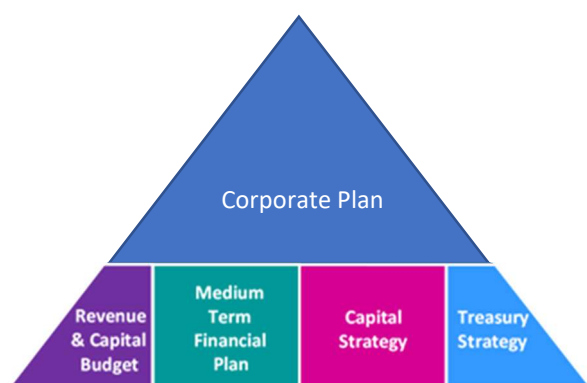 Corporate Plan
Revenue
& Capital
Budget
Medium
Term
Financial
Plan
Capital
Strategy
Treasury
Strategy